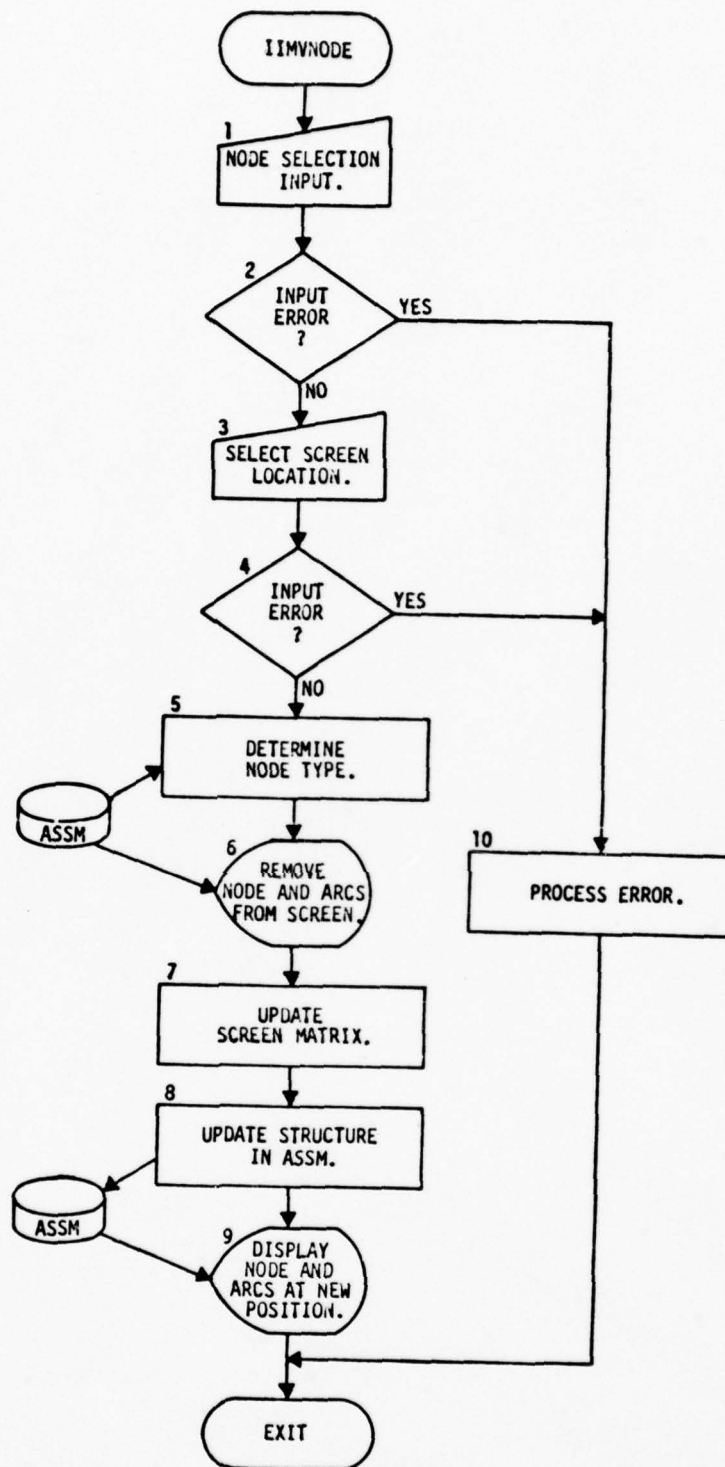 IIMVNODE
1
NODE SELECTION
INPUT.
2
INPUT
ERROR
?
YES
NO
3
SELECT SCREEN
LOCATION.
4
INPUT
ERROR
?
YES
NO
5
DETERMINE
NODE TYPE.
ASSM
6
REMOVE
NODE AND ARCS
FROM SCREEN.
10
PROCESS ERROR.
7
UPDATE
SCREEN MATRIX.
8
UPDATE STRUCTURE
IN ASSM.
ASSM
9
DISPLAY
NODE AND
ARCS AT NEW
POSITION.
EXIT